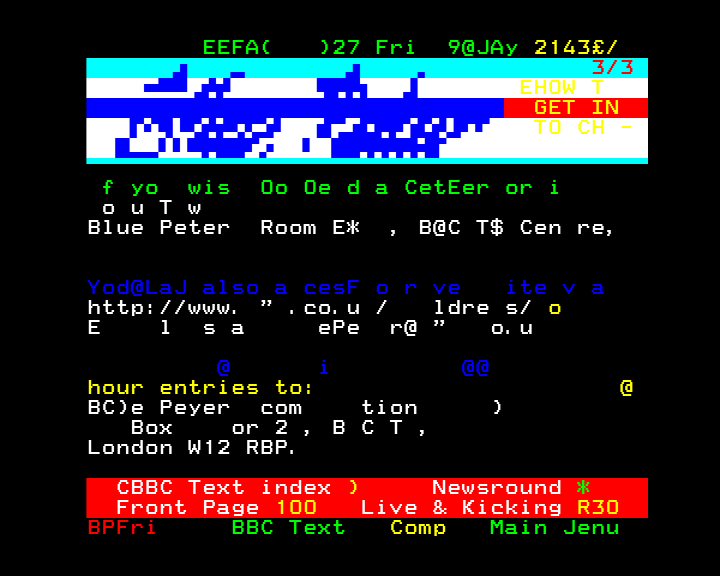 EEFA(   )27 Fri  9@JAy 2143£/
3/3
EHOW T
GET IN
TO CH -
f yo  wis  Oo Oe d a CetEer or i
o u T w
Blue Peter  Room E*  , B@C T$ Cen re,
Yod@LaJ also a cesF o r ve   ite v a
http://www. " .co.u /   ldre s/ o
E    l  s a     ePe  r@ "   o.u
@      i         @@
hour entries to:                     @
BC)e Peyer  com    tion     )
Box    or 2 , B C T ,
London W12 RBP.
CBBC Text index )     Newsround *
Front Page 100   Live & Kicking R30
BPFri     BBC Text   Comp   Main Jenu